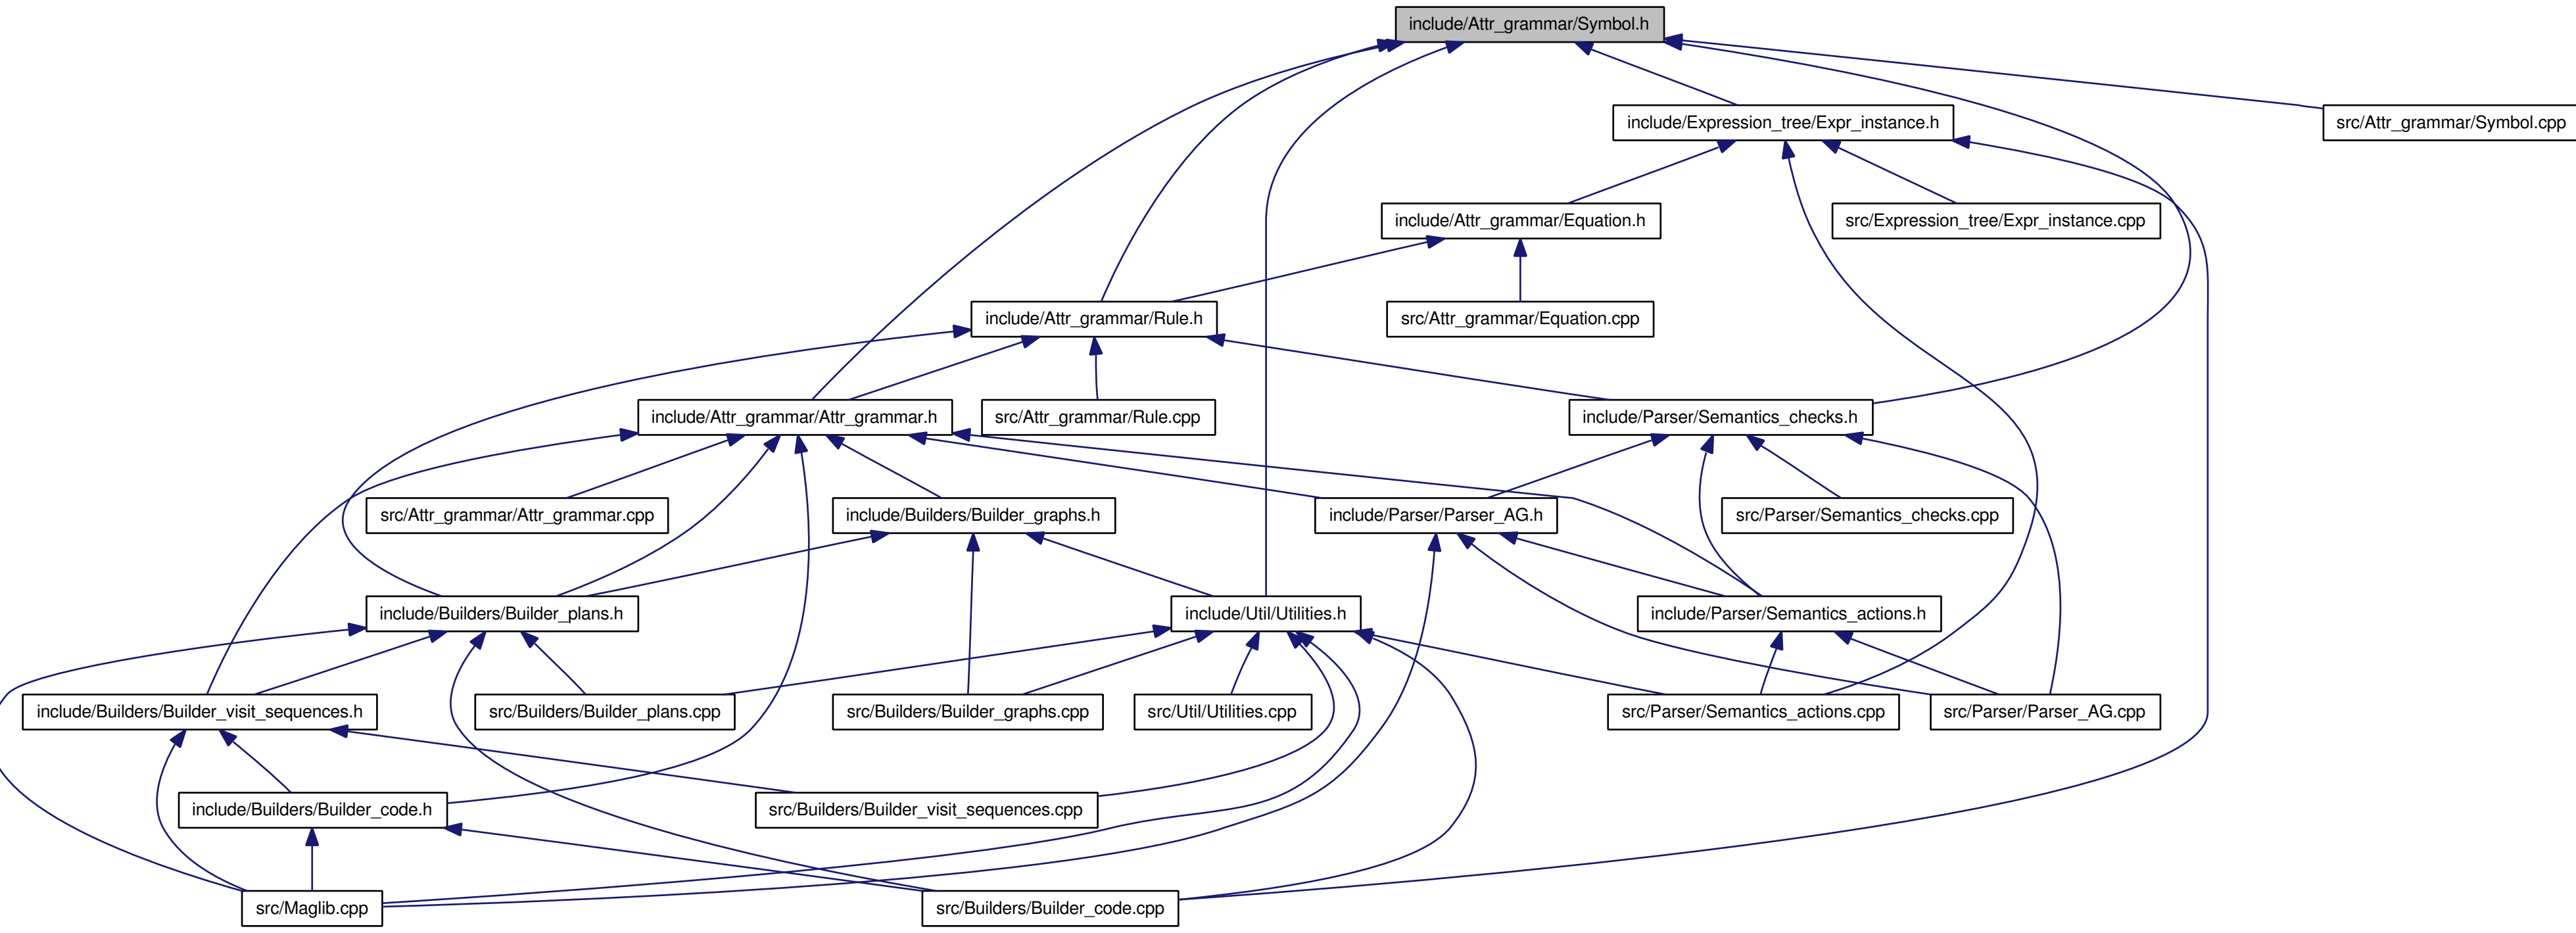 include/Attr_grammar/Symbol.h
include/Expression_tree/Expr_instance.h
src/Attr_grammar/Symbol.cpp
include/Attr_grammar/Equation.h
src/Expression_tree/Expr_instance.cpp
include/Attr_grammar/Rule.h
src/Attr_grammar/Equation.cpp
include/Attr_grammar/Attr_grammar.h
src/Attr_grammar/Rule.cpp
include/Parser/Semantics_checks.h
src/Attr_grammar/Attr_grammar.cpp
include/Builders/Builder_graphs.h
include/Parser/Parser_AG.h
src/Parser/Semantics_checks.cpp
include/Builders/Builder_plans.h
include/Util/Utilities.h
include/Parser/Semantics_actions.h
include/Builders/Builder_visit_sequences.h
src/Builders/Builder_plans.cpp
src/Builders/Builder_graphs.cpp
src/Util/Utilities.cpp
src/Parser/Semantics_actions.cpp
src/Parser/Parser_AG.cpp
include/Builders/Builder_code.h
src/Builders/Builder_visit_sequences.cpp
src/Maglib.cpp
src/Builders/Builder_code.cpp